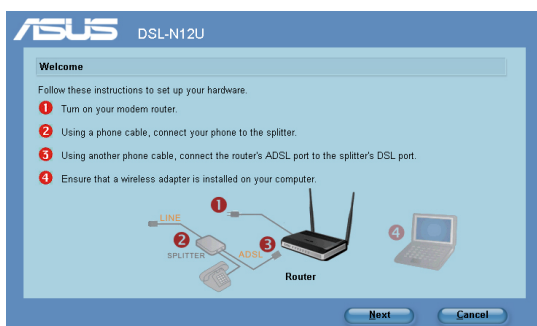 ASUS DSL-N12U
Welcome
Follow these instructions to set up your hardware.
1 Turn on your modem router.
2 Using a phone cable, connect your phone to the splitter.
3 Using another phone cable, connect the router's ADSL port to the splitter's DSL port.
4 Ensure that a wireless adapter is installed on your computer.
LINE
1
2
SPLITTER
ADSL
3
4
Router
Next Cancel